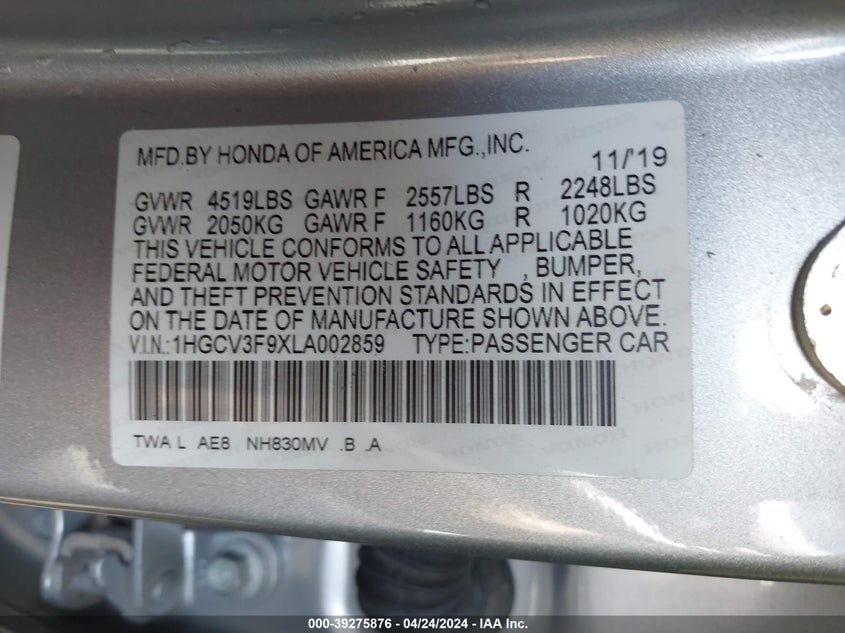 MFD.BY HONDA OF AMERICA MFG.,INC. 11/'19
GVWR 4519LBS GAWR F 2557LBS R 2248LBS
GVWR 2050KG GAWR F 1160KG R 1020KG
THIS VEHICLE CONFORMS TO ALL APPLICABLE
FEDERAL MOTOR VEHICLE SAFETY , BUMPER,
AND THEFT PREVENTION STANDARDS IN EFFECT
ON THE DATE OF MANUFACTURE SHOWN ABOVE.
V.I.N.:1HGCV3F9XLA002859 TYPE:PASSENGER CAR
TWA L AE8 NH830MV .B .A
000-39275876 / 04/24/2024 - IAA Inc.